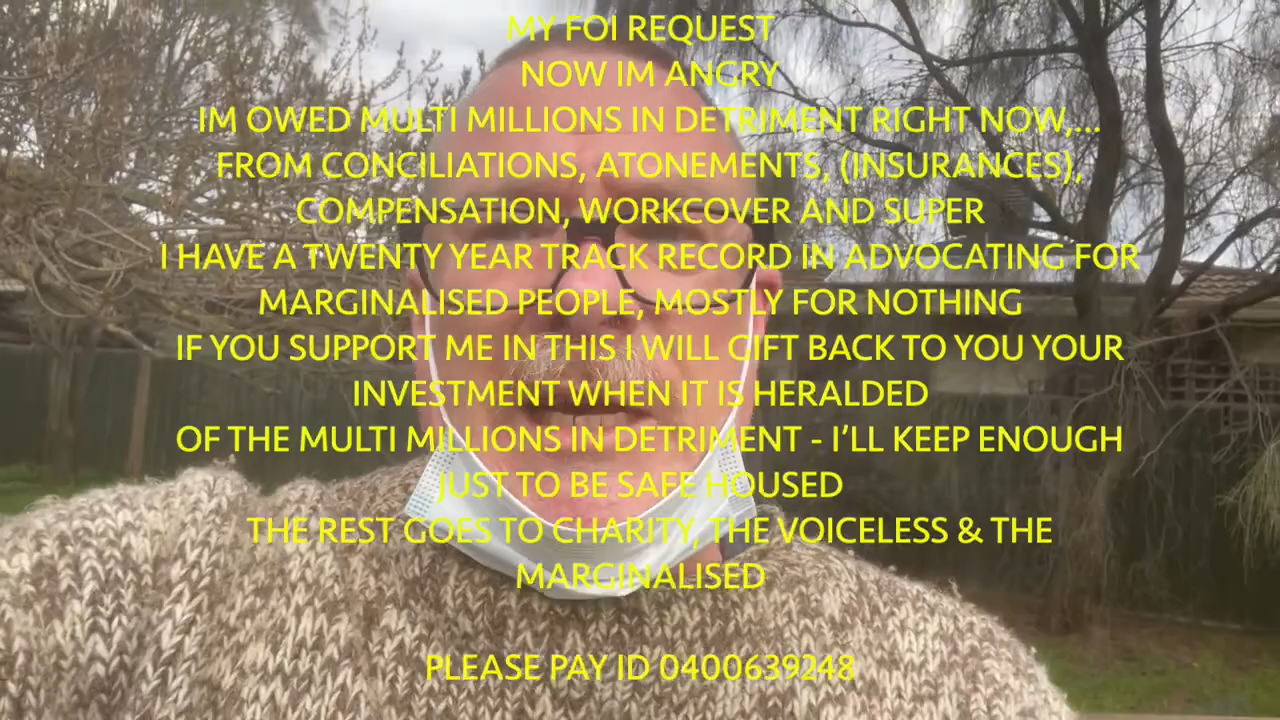 MY FOI REQUEST
NOW IM ANGRY
IM OWED MULTI MILLIONS IN DETRIMENT RIGHT NOW,...
FROM CONCILIATIONS, ATONEMENTS, (INSURANCES),
COMPENSATION, WORKCOVER AND SUPER
I HAVE A TWENTY YEAR TRACK RECORD IN ADVOCATING FOR
MARGINALISED PEOPLE, MOSTLY FOR NOTHING
IF YOU SUPPORT ME IN THIS I WILL GIFT BACK TO YOU YOUR
INVESTMENT WHEN IT IS HERALDED
OF THE MULTI MILLIONS IN DETRIMENT - I'LL KEEP ENOUGH
JUST TO BE SAFE HOUSED
THE REST GOES TO CHARITY, THE VOICELESS & THE
MARGINALISED
PLEASE PAY ID 0400639248